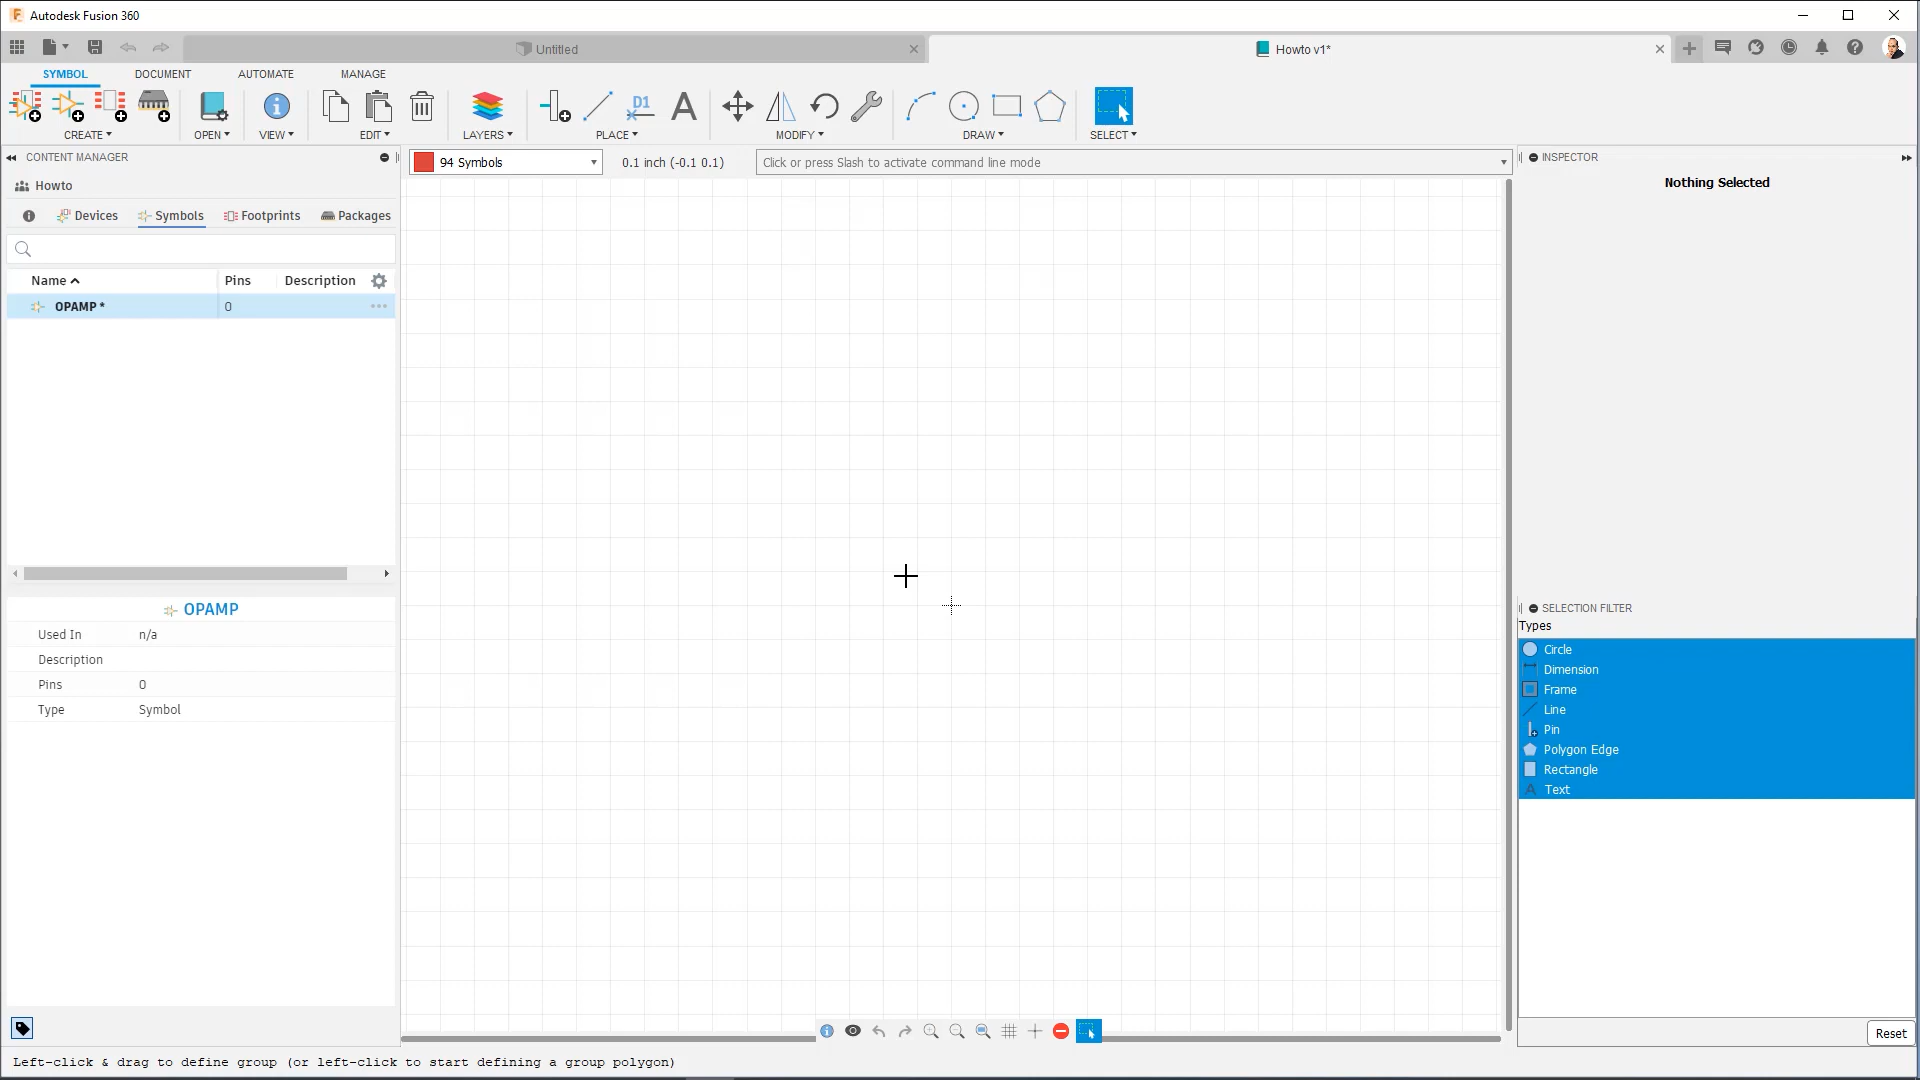 Autodesk Fusion 360
Untitled
Howto v1*
SYMBOL DOCUMENT AUTOMATE MANAGE
D1
CREATE OPEN VIEW EDIT LAYERS PLACE MODIFY DRAW SELECT
CONTENT MANAGER
94 Symbols
0.1 inch (-0.1 0.1)
Click or press Slash to activate command line mode
INSPECTOR
Nothing Selected
Howto
Devices Symbols Footprints Packages
Name Pins Description
OPAMP * 0
OPAMP
Used In n/a
Description
Pins 0
Type Symbol
SELECTION FILTER
Types
Circle
Dimension
Frame
Line
Pin
Polygon Edge
Rectangle
Text
Reset
Left-click & drag to define group (or left-click to start defining a group polygon)